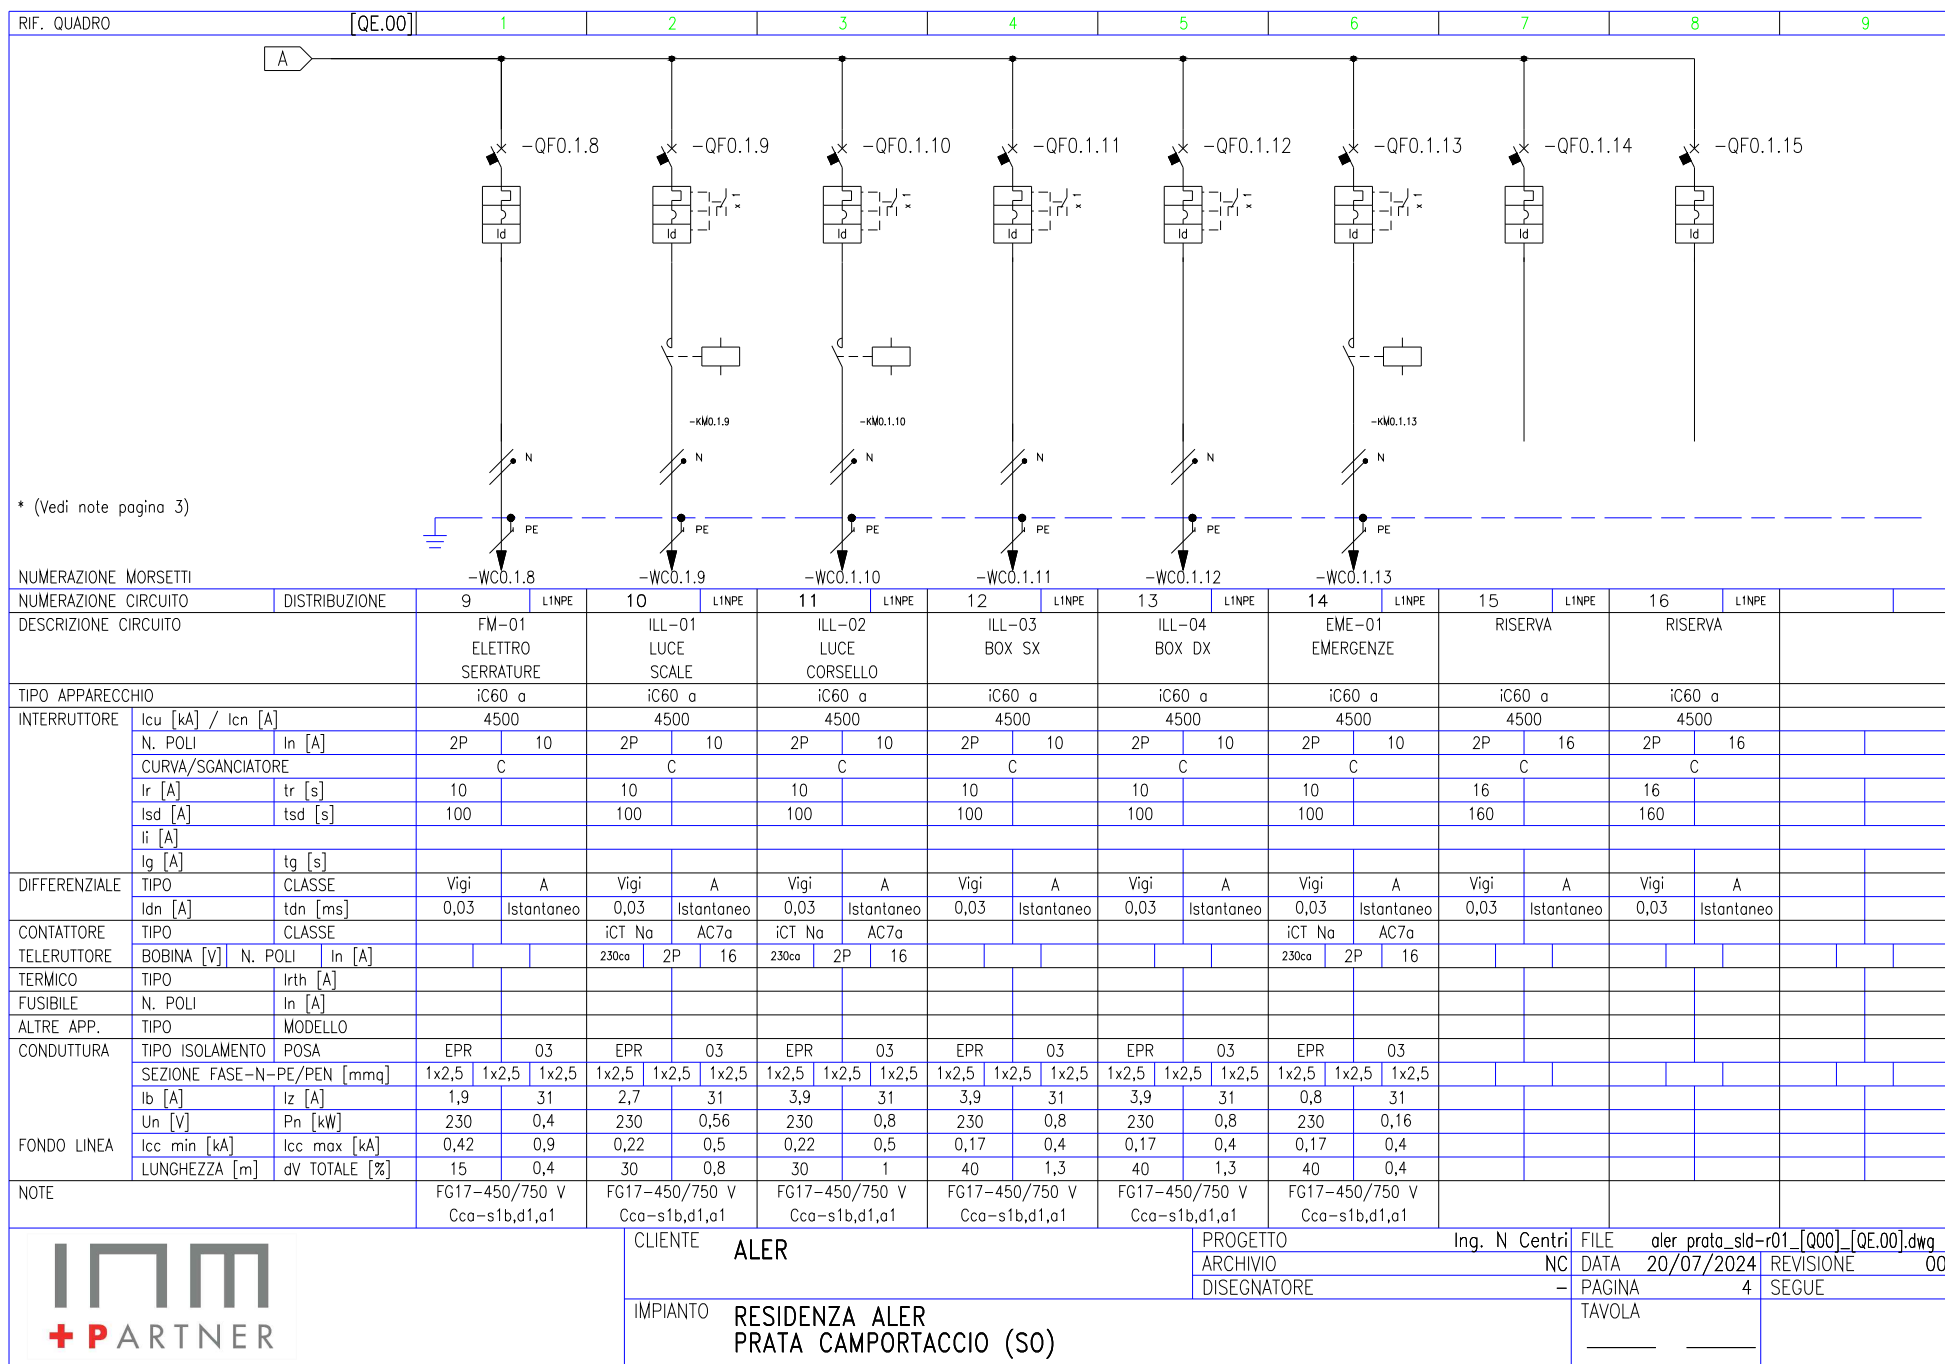 RIF. QUADRO [QE.00] 1 2 3 4 5 6 7 8 9
A
-QF0.1.8 -QF0.1.9 -QF0.1.10 -QF0.1.11 -QF0.1.12 -QF0.1.13 -QF0.1.14 -QF0.1.15
x 1 x 1 x 1 x 1 x 1
Id Id Id Id Id Id Id Id
-KM0.1.9 -KM0.1.10 -KM0.1.13
N N N N N N
* (Vedi note pagina 3)
PE PE PE PE PE PE
NUMERAZIONE MORSETTI -WC0.1.8 -WC0.1.9 -WC0.1.10 -WC0.1.11 -WC0.1.12 -WC0.1.13
NUMERAZIONE CIRCUITO DISTRIBUZIONE 9 L1NPE 10 L1NPE 11 L1NPE 12 L1NPE 13 L1NPE 14 L1NPE 15 L1NPE 16 L1NPE
DESCRIZIONE CIRCUITO FM-01 ILL-01 ILL-02 ILL-03 ILL-04 EME-01 RISERVA RISERVA
ELETTRO LUCE LUCE BOX SX BOX DX EMERGENZE
SERRATURE SCALE CORSELLO
TIPO APPARECCHIO iC60 a iC60 a iC60 a iC60 a iC60 a iC60 a iC60 a iC60 a
INTERRUTTORE Icu [kA] / Icn [A] 4500 4500 4500 4500 4500 4500 4500 4500
N. POLI In [A] 2P 10 2P 10 2P 10 2P 10 2P 10 2P 10 2P 16 2P 16
CURVA/SGANCIATORE C C C C C C C C
Ir [A] tr [s] 10 10 10 10 10 10 16 16
Isd [A] tsd [s] 100 100 100 100 100 100 160 160
Ii [A]
Ig [A] tg [s]
DIFFERENZIALE TIPO CLASSE Vigi A Vigi A Vigi A Vigi A Vigi A Vigi A Vigi A Vigi A
Idn [A] tdn [ms] 0,03 Istantaneo 0,03 Istantaneo 0,03 Istantaneo 0,03 Istantaneo 0,03 Istantaneo 0,03 Istantaneo 0,03 Istantaneo 0,03 Istantaneo
CONTATTORE TIPO CLASSE iCT Na AC7a iCT Na AC7a iCT Na AC7a
TELERUTTORE BOBINA [V] N. POLI In [A] 230ca 2P 16 230ca 2P 16 230ca 2P 16
TERMICO TIPO Irth [A]
FUSIBILE N. POLI In [A]
ALTRE APP. TIPO MODELLO
CONDUTTURA TIPO ISOLAMENTO POSA EPR 03 EPR 03 EPR 03 EPR 03 EPR 03 EPR 03
SEZIONE FASE-N-PE/PEN [mmq] 1x2,5 1x2,5 1x2,5 1x2,5 1x2,5 1x2,5 1x2,5 1x2,5 1x2,5 1x2,5 1x2,5 1x2,5 1x2,5 1x2,5 1x2,5 1x2,5 1x2,5 1x2,5
Ib [A] Iz [A] 1,9 31 2,7 31 3,9 31 3,9 31 3,9 31 0,8 31
Un [V] Pn [kW] 230 0,4 230 0,56 230 0,8 230 0,8 230 0,8 230 0,16
FONDO LINEA Icc min [kA] Icc max [kA] 0,42 0,9 0,22 0,5 0,22 0,5 0,17 0,4 0,17 0,4 0,17 0,4
LUNGHEZZA [m] dV TOTALE [%] 15 0,4 30 0,8 30 1 40 1,3 40 1,3 40 0,4
NOTE FG17-450/750 V FG17-450/750 V FG17-450/750 V FG17-450/750 V FG17-450/750 V FG17-450/750 V
Cca-s1b,d1,a1 Cca-s1b,d1,a1 Cca-s1b,d1,a1 Cca-s1b,d1,a1 Cca-s1b,d1,a1 Cca-s1b,d1,a1
+PARTNER
CLIENTE ALER
PROGETTO Ing. N Centri FILE aler prata_sld-r01_[Q00]_[QE.00].dwg
ARCHIVIO NC DATA 20/07/2024 REVISIONE 00
DISEGNATORE - PAGINA 4 SEGUE
IMPIANTO RESIDENZA ALER
PRATA CAMPORTACCIO (SO)
TAVOLA